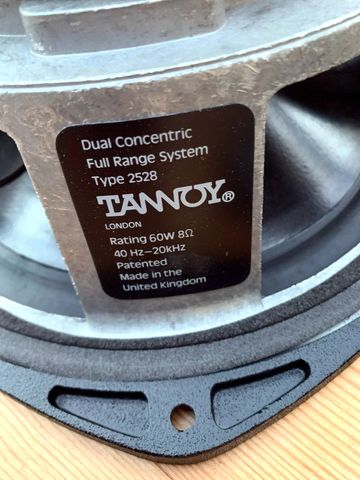 Dual Concentric
Full Range System
Type 2528
TANNOY®
LONDON
Rating 60W 8Ω
40 Hz–20kHz
Patented
Made in the
United Kingdom